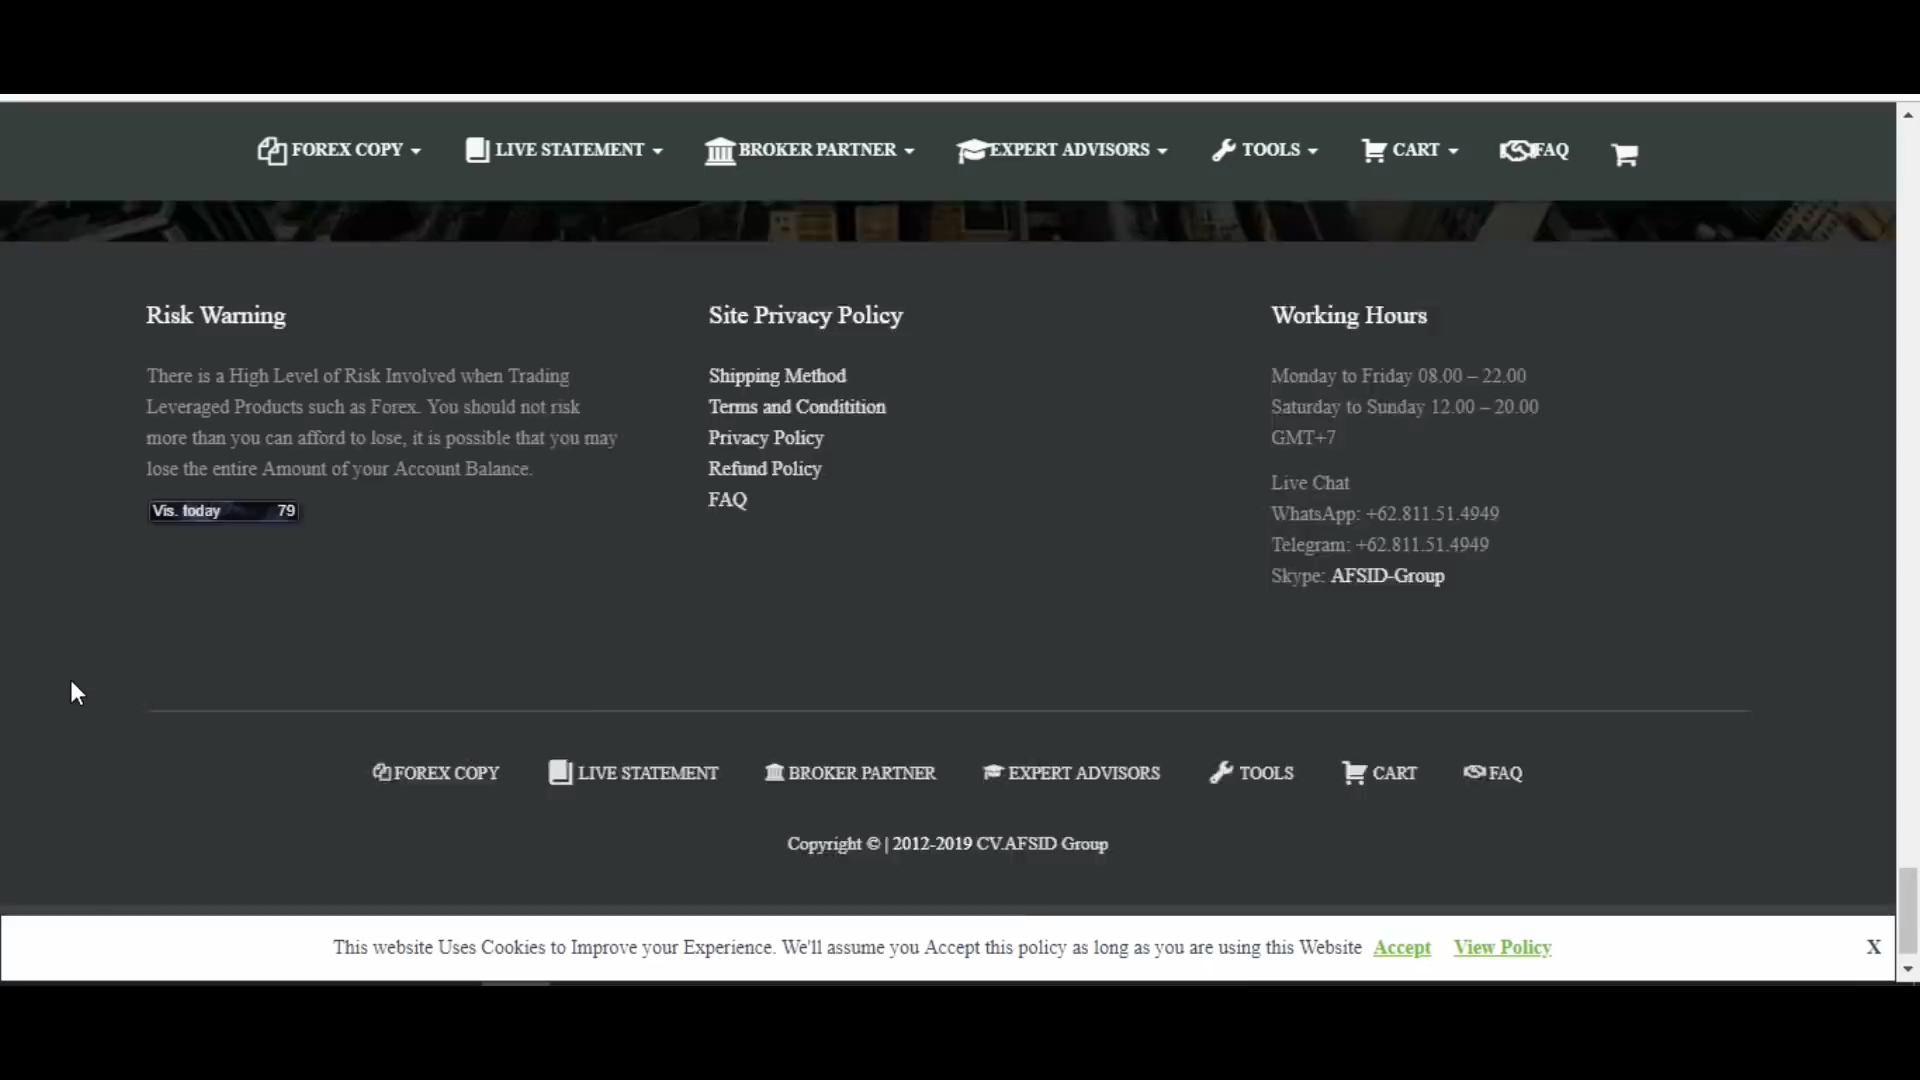 FOREX COPY LIVE STATEMENT BROKER PARTNER EXPERT ADVISORS TOOLS CART FAQ
Risk Warning
There is a High Level of Risk Involved when Trading
Leveraged Products such as Forex. You should not risk
more than you can afford to lose, it is possible that you may
lose the entire Amount of your Account Balance.
Vis. today 79
Site Privacy Policy
Shipping Method
Terms and Conditition
Privacy Policy
Refund Policy
FAQ
Working Hours
Monday to Friday 08.00 – 22.00
Saturday to Sunday 12.00 – 20.00
GMT+7
Live Chat
WhatsApp: +62.811.51.4949
Telegram: +62.811.51.4949
Skype: AFSID-Group
FOREX COPY LIVE STATEMENT BROKER PARTNER EXPERT ADVISORS TOOLS CART FAQ
Copyright © | 2012-2019 CV.AFSID Group
This website Uses Cookies to Improve your Experience. We'll assume you Accept this policy as long as you are using this Website Accept View Policy X